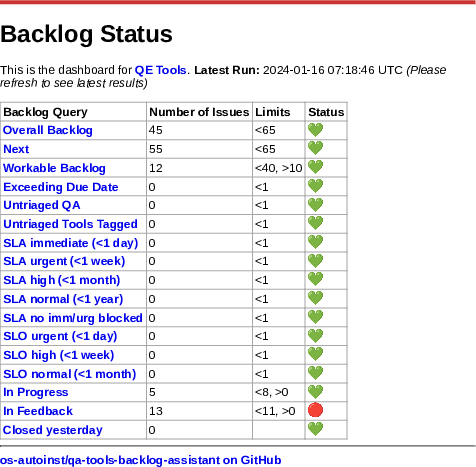 Backlog Status
This is the dashboard for QE Tools. Latest Run: 2024-01-16 07:18:46 UTC (Please
refresh to see latest results)
Backlog Query Number of Issues Limits Status
Overall Backlog 45 <65 💚
Next 55 <65 💚
Workable Backlog 12 <40, >10 💚
Exceeding Due Date 0 <1 💚
Untriaged QA 0 <1 💚
Untriaged Tools Tagged 0 <1 💚
SLA immediate (<1 day) 0 <1 💚
SLA urgent (<1 week) 0 <1 💚
SLA high (<1 month) 0 <1 💚
SLA normal (<1 year) 0 <1 💚
SLA no imm/urg blocked 0 <1 💚
SLO urgent (<1 day) 0 <1 💚
SLO high (<1 week) 0 <1 💚
SLO normal (<1 month) 0 <1 💚
In Progress 5 <8, >0 💚
In Feedback 13 <11, >0 🔴
Closed yesterday 0 💚
os-autoinst/qa-tools-backlog-assistant on GitHub